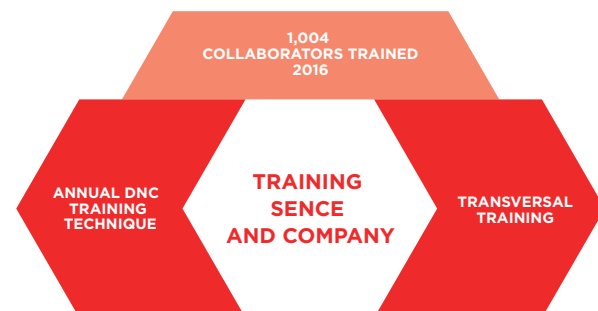 1,004
COLLABORATORS TRAINED
2016
ANNUAL DNC
TRAINING
TECHNIQUE
TRAINING
SENCE
AND COMPANY
TRANSVERSAL
TRAINING